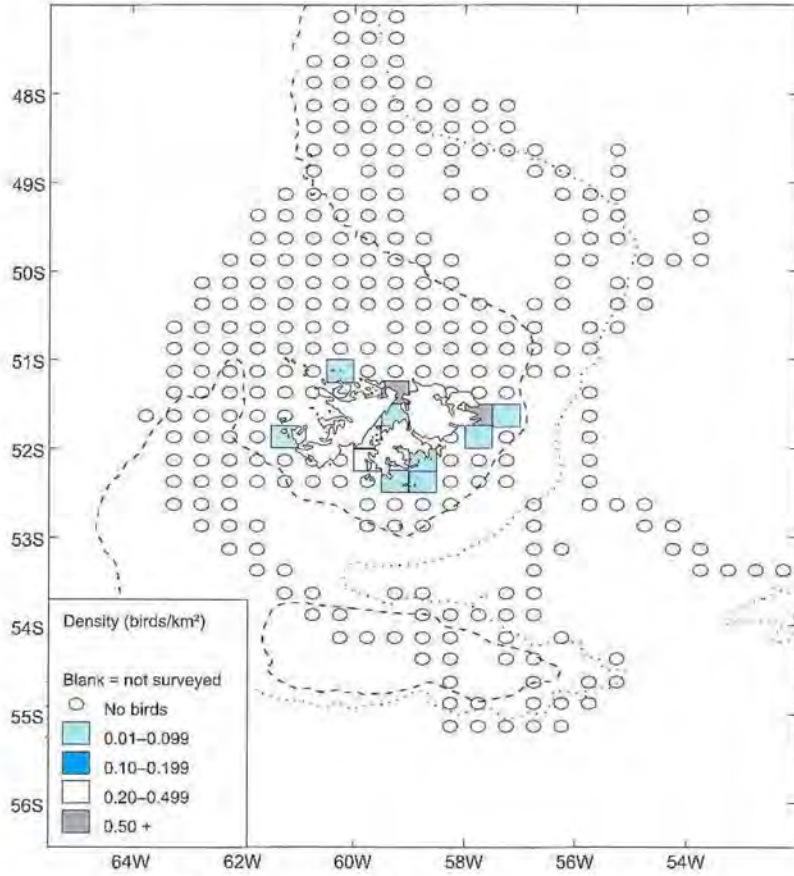 48S
49S
50S
51S
52S
53S
54S
55S
56S
Density (birds/km²)
Blank = not surveyed
No birds
0.01–0.099
0.10–0.199
0.20–0.499
0.50 +
64W 62W 60W 58W 56W 54W